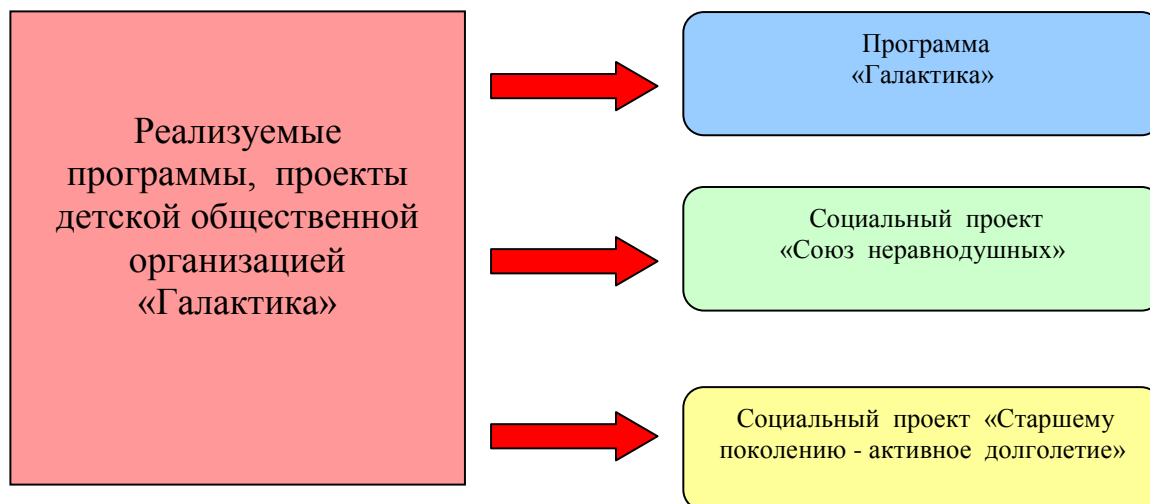 Реализуемые
программы, проекты
детской общественной
организацией
«Галактика»
Программа
«Галактика»
Социальный проект
«Союз неравнодушных»
Социальный проект «Старшему
поколению - активное долголетие»